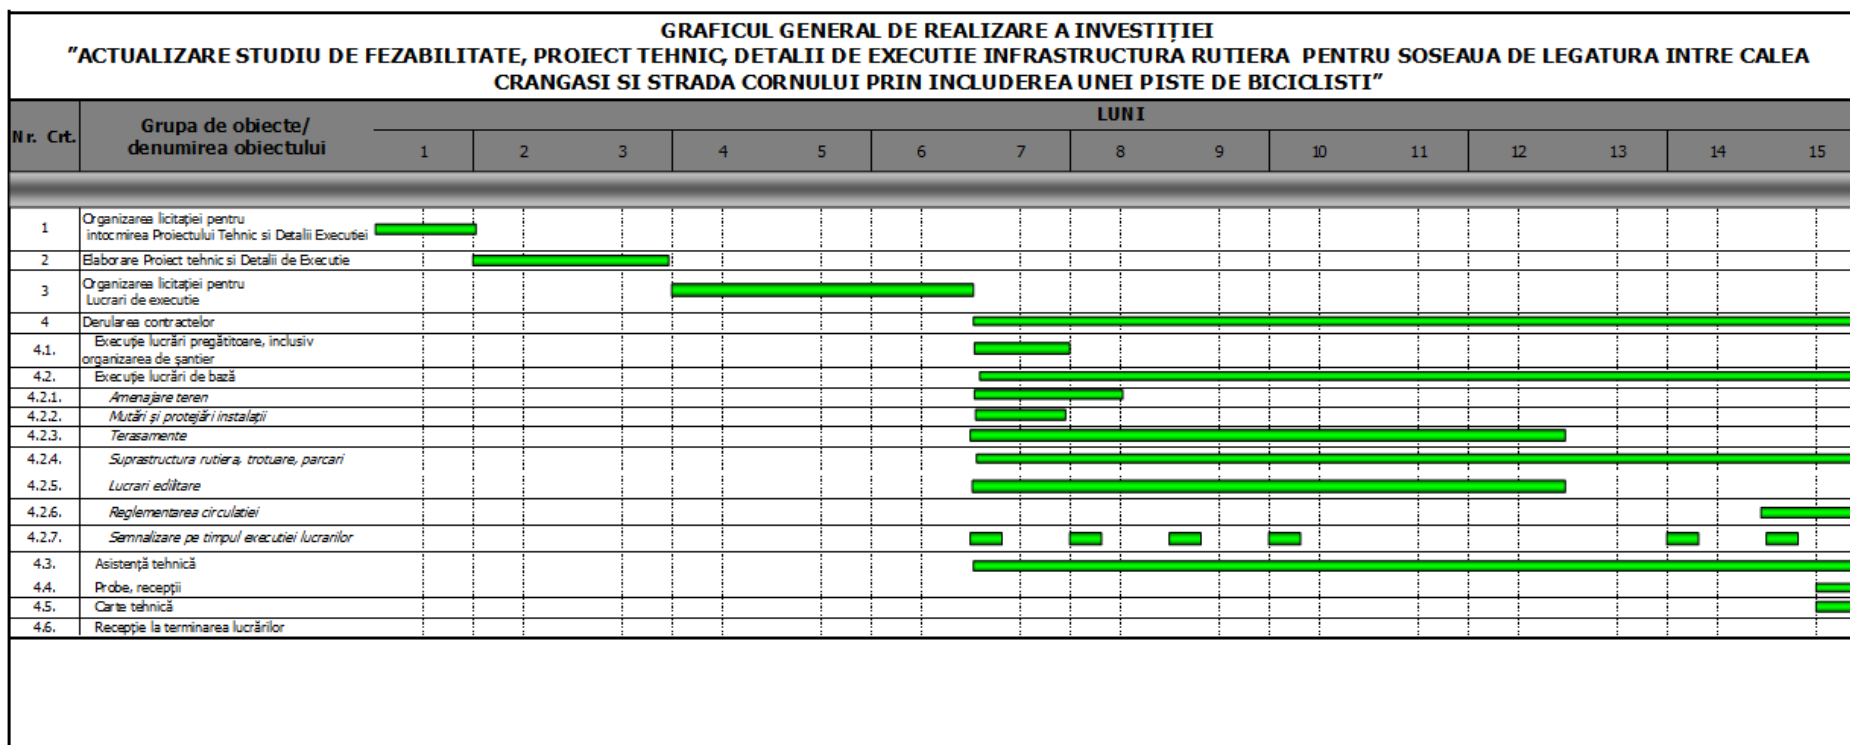 GRAFICUL GENERAL DE REALIZARE A INVESTIȚIEI
"ACTUALIZARE STUDIU DE FEZABILITATE, PROIECT TEHNIC, DETALII DE EXECUTIE INFRASTRUCTURA RUTIERA PENTRU SOSEAUA DE LEGATURA INTRE CALEA
CRANGASI SI STRADA CORNULUI PRIN INCLUDEREA UNEI PISTE DE BICICLISTI"
LUNI
Nr. Crt.
Grupa de obiecte/
denumirea obiectului
1 2 3 4 5 6 7 8 9 10 11 12 13 14 15
1 Organizarea licitației pentru
intocmirea Proiectului Tehnic si Detalii Executiei
2 Elaborare Proiect tehnic si Detalii de Executie
3 Organizarea licitației pentru
Lucrari de executie
4 Derularea contractelor
4.1. Execuție lucrări pregătitoare, inclusiv
organizarea de șantier
4.2. Execuție lucrări de bază
4.2.1. Amenajare teren
4.2.2. Mutări și protejări instalații
4.2.3. Terasamente
4.2.4. Suprastructura rutiera, trotuare, parcari
4.2.5. Lucrari edilitare
4.2.6. Reglementarea circulatiei
4.2.7. Semnalizare pe timpul executiei lucrarilor
4.3. Asistență tehnică
4.4. Probe, recepții
4.5. Carte tehnică
4.6. Recepție la terminarea lucrărilor